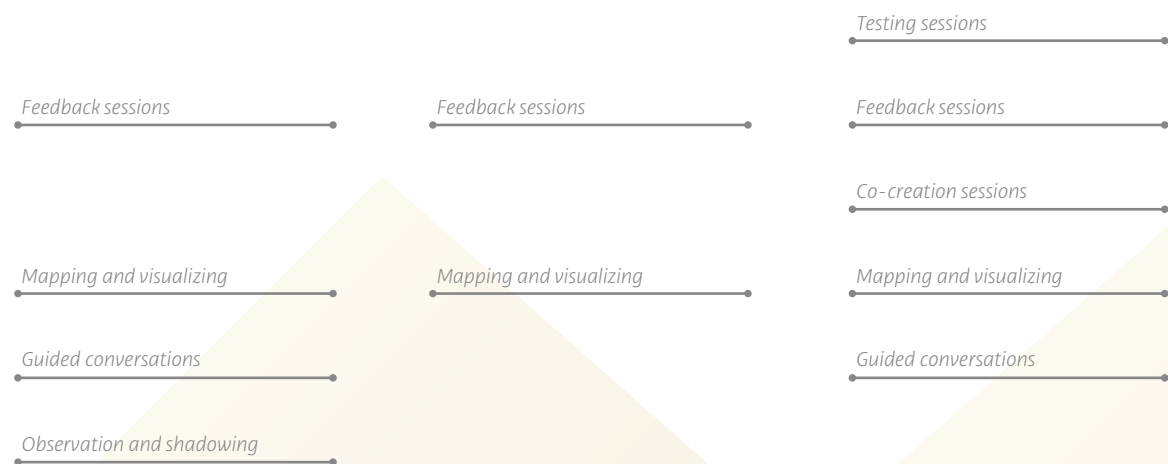 Testing sessions
Feedback sessions
Feedback sessions
Feedback sessions
Co-creation sessions
Mapping and visualizing
Mapping and visualizing
Mapping and visualizing
Guided conversations
Guided conversations
Observation and shadowing